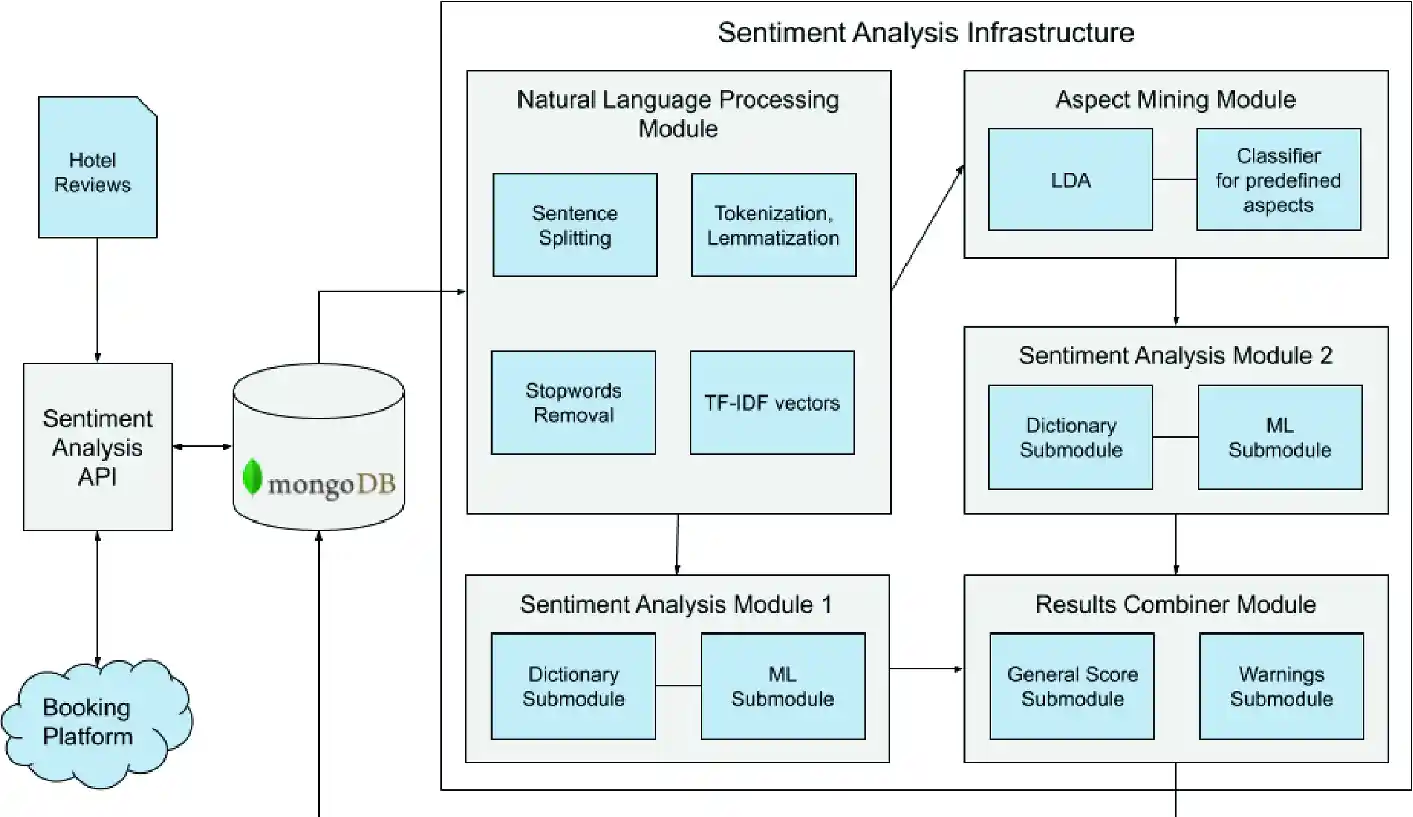 Sentiment Analysis Infrastructure
Natural Language Processing
Module
Sentence
Splitting
Tokenization,
Lemmatization
Stopwords
Removal
TF-IDF vectors
Aspect Mining Module
LDA
Classifier
for predefined
aspects
Hotel
Reviews
Sentiment
Analysis
API
mongoDB
Booking
Platform
Sentiment Analysis Module 2
Dictionary
Submodule
ML
Submodule
Sentiment Analysis Module 1
Dictionary
Submodule
ML
Submodule
Results Combiner Module
General Score
Submodule
Warnings
Submodule